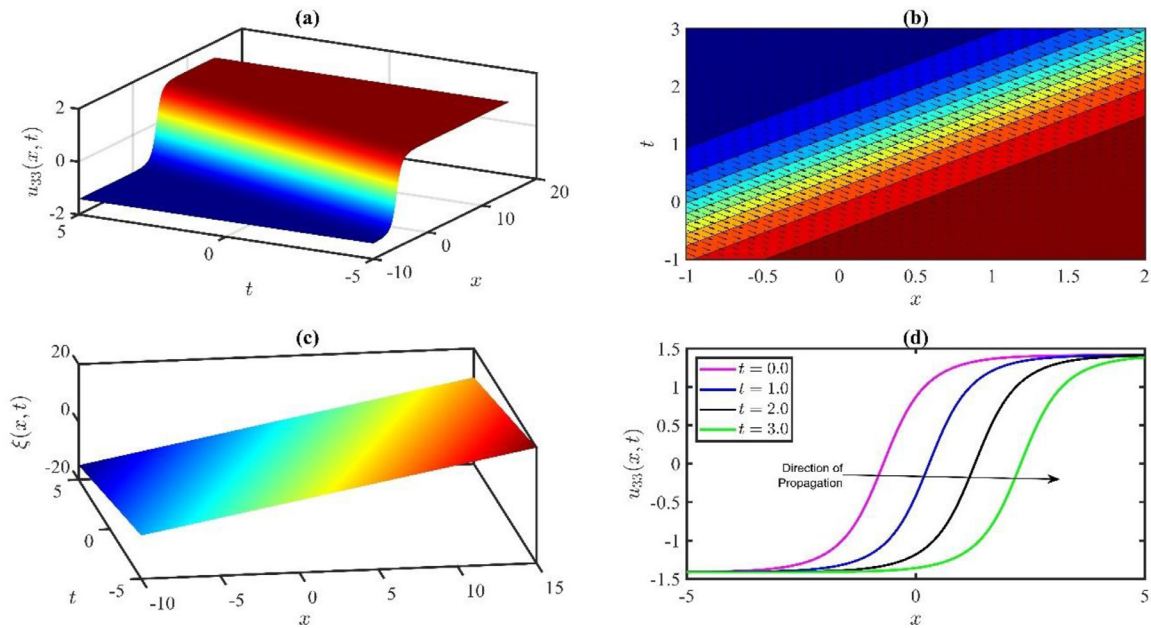 (a)
2
0
-2
u₃₃(x, t)
5
0
-5
t
-10
0
10
20
x
(b)
3
2
1
0
-1
t
-1
-0.5
0
0.5
1
1.5
2
x
(c)
20
0
-20
ξ(x, t)
5
0
-5
t
-10
-5
0
5
10
15
x
(d)
1.5
1
0.5
0
-0.5
-1
-1.5
u₃₃(x, t)
t = 0.0
t = 1.0
t = 2.0
t = 3.0
Direction of
Propagation
-5
0
5
x